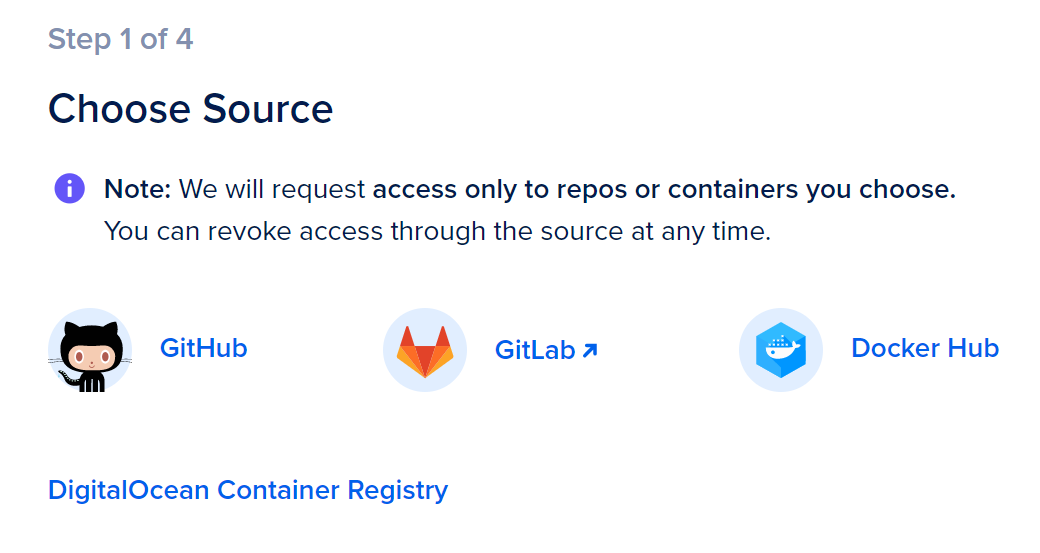 Step 1 of 4
Choose Source
Note: We will request access only to repos or containers you choose.
You can revoke access through the source at any time.
GitHub
GitLab
Docker Hub
DigitalOcean Container Registry